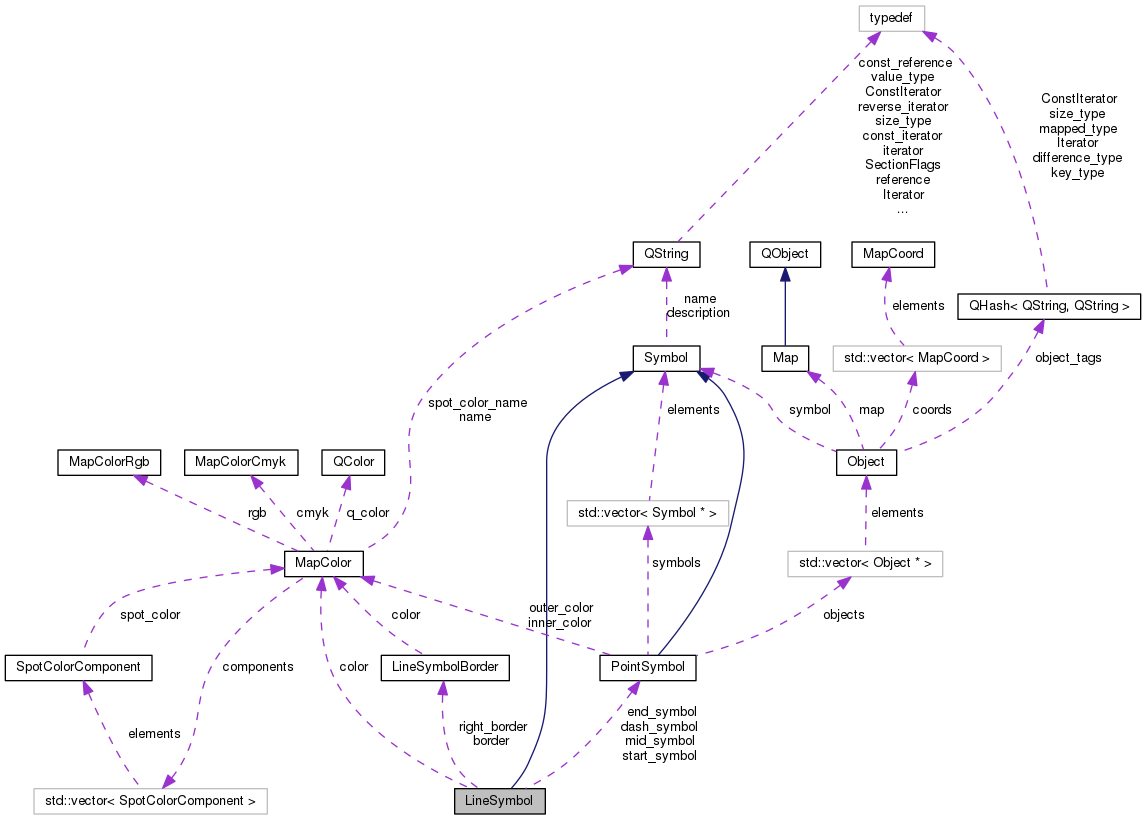 typedef
const_reference
value_type
ConstIterator
reverse_iterator
size_type
const_iterator
iterator
SectionFlags
reference
Iterator
...
ConstIterator
size_type
mapped_type
Iterator
difference_type
key_type
QString
QObject
MapCoord
name
description
elements
QHash< QString, QString >
Symbol
Map
std::vector< MapCoord >
object_tags
spot_color_name
name
elements
symbol
map
coords
MapColorRgb
MapColorCmyk
QColor
Object
rgb
cmyk
q_color
std::vector< Symbol * >
elements
MapColor
symbols
std::vector< Object * >
spot_color
color
outer_color
inner_color
objects
SpotColorComponent
components
color
LineSymbolBorder
PointSymbol
elements
right_border
border
end_symbol
dash_symbol
mid_symbol
start_symbol
std::vector< SpotColorComponent >
LineSymbol